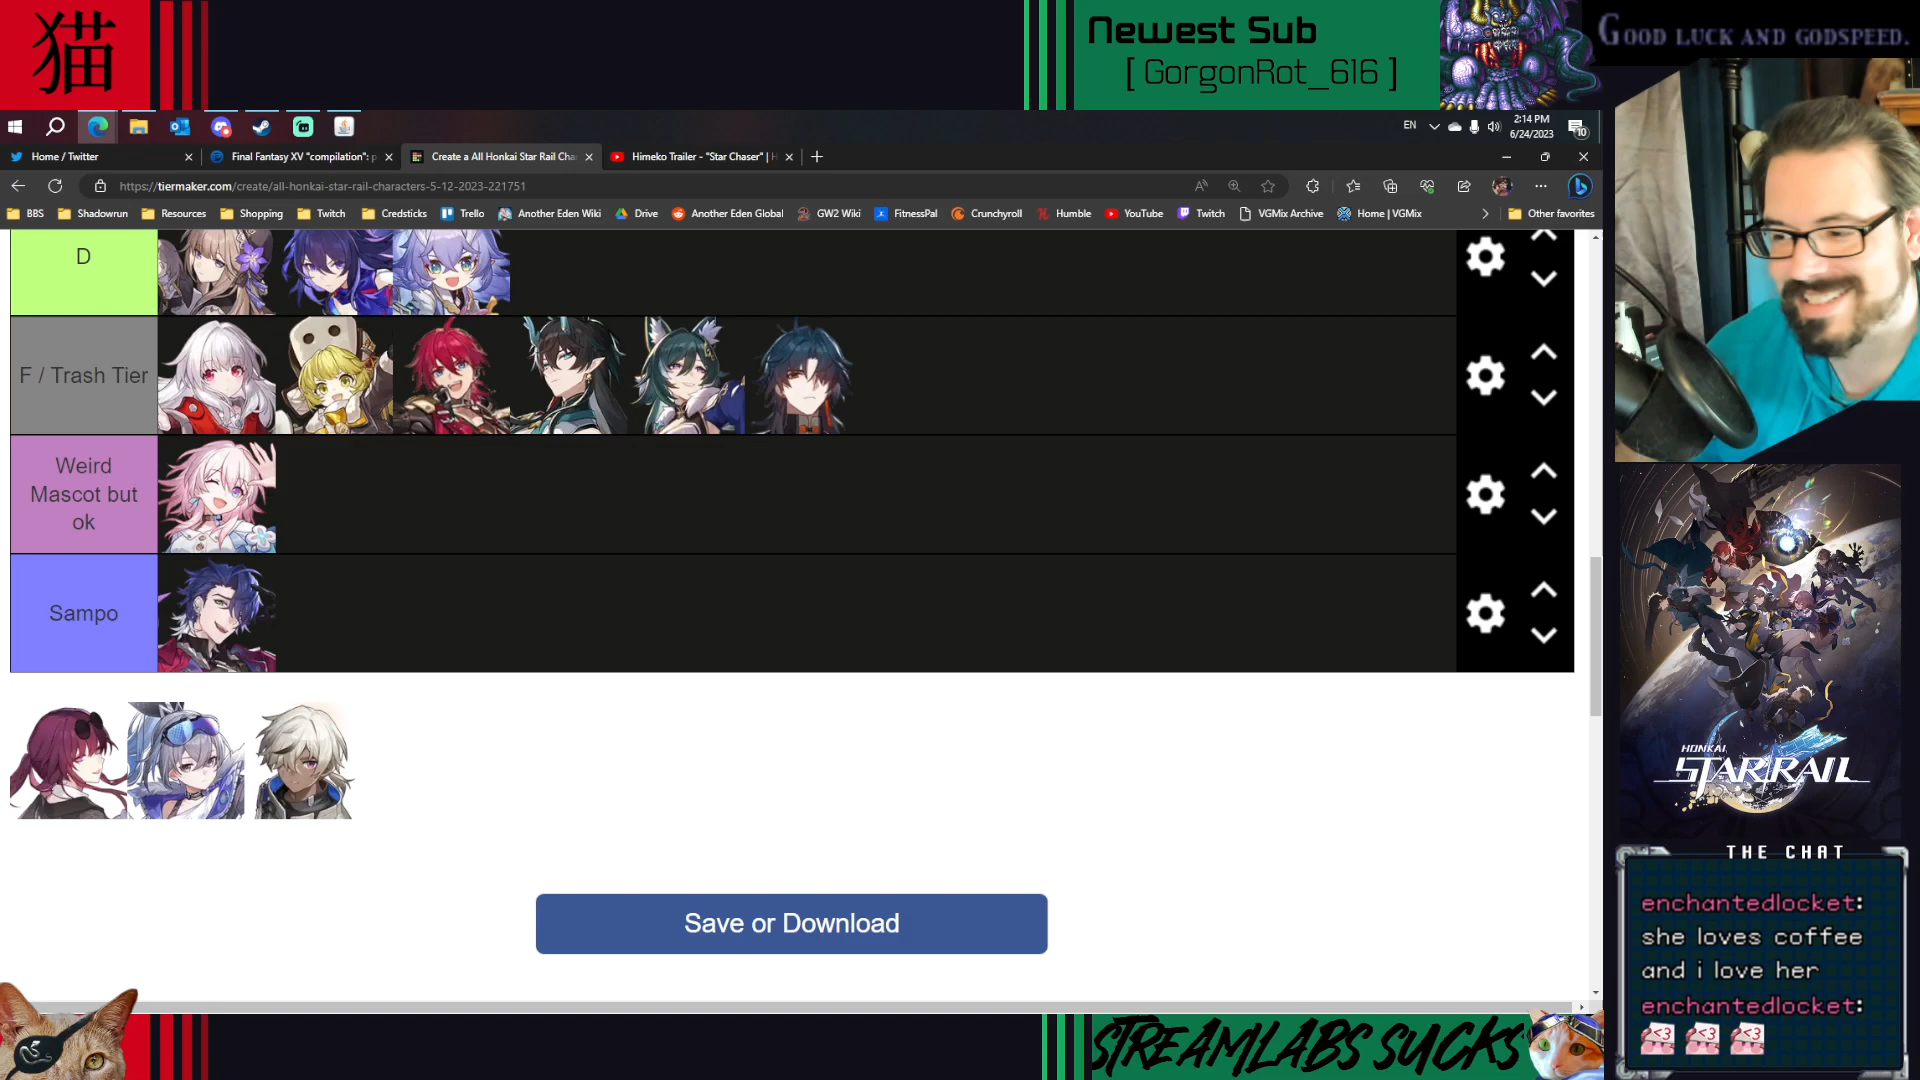 猫
Newest Sub
[ GorgonRot_616 ]
GOOD LUCK AND GODSPEED.
EN
2:14 PM
6/24/2023
10
Home / Twitter
Final Fantasy XV "compilation": p
Create a All Honkai Star Rail Cha
Himeko Trailer - "Star Chaser" | H
https://tiermaker.com/create/all-honkai-star-rail-characters-5-12-2023-221751
BBS
Shadowrun
Resources
Shopping
Twitch
Credsticks
Trello
Another Eden Wiki
Drive
Another Eden Global
GW2 Wiki
FitnessPal
Crunchyroll
Humble
YouTube
Twitch
VGMix Archive
Home | VGMix
Other favorites
D
F / Trash Tier
Weird
Mascot but
ok
Sampo
Save or Download
HONKAI
STAR RAIL
THE CHAT
enchantedlocket:
she loves coffee
and i love her
enchantedlocket:
<3 <3 <3
STREAMLABS SUCKS